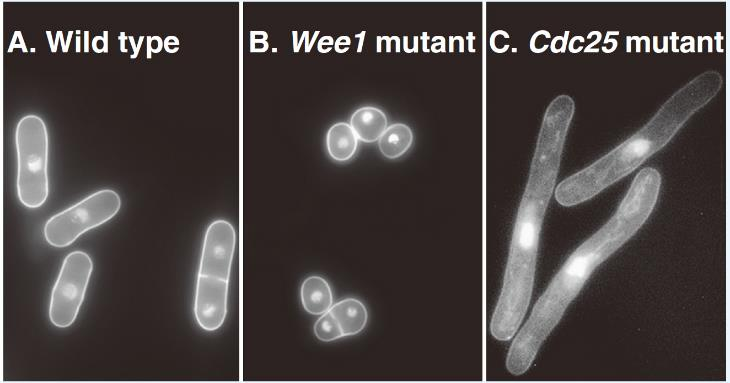 A. Wild type
B. Wee1 mutant
C. Cdc25 mutant